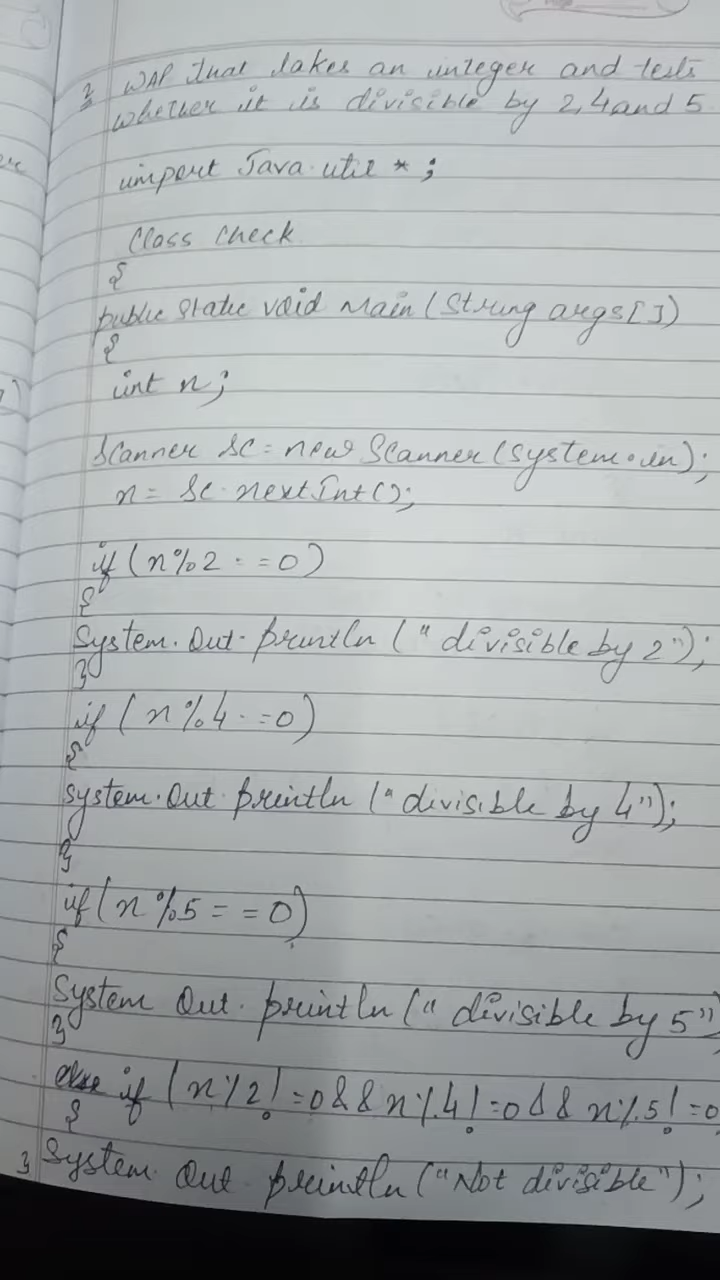 3 WAP that takes an integer and tests
whether it is divisible by 2,4 and 5
import Java.util *;
Class Check
{
public static void main (String args[])
{
int n;
Scanner sc = new Scanner (System.in);
n = sc.nextInt();
if (n%2 ==0)
{
System.out.println (" divisible by 2");
}
if (n%4 ==0)
{
System.out.println (" divisible by 4");
}
if (n%5 ==0)
{
System out.println (" divisible by 5")
}
else if (n%2!=0 && n%4!=0 && n%5!=0
{
} System. out println ("Not divisible");